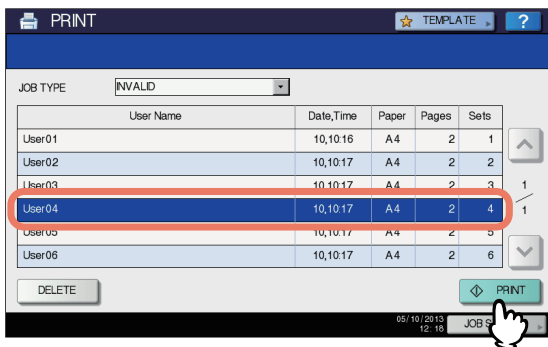 PRINT
TEMPLATE
?
JOB TYPE INVALID
User Name Date,Time Paper Pages Sets
User01 10,10:16 A4 2 1
User02 10,10:17 A4 2 2
User03 10,10:17 A4 2 3
User04 10,10:17 A4 2 4
User05 10,10:17 A4 2 5
User06 10,10:17 A4 2 6
1
1
DELETE
PRINT
05/10/2013
12:18
JOB